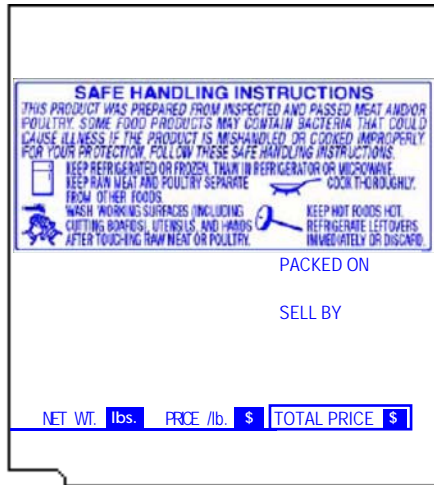 SAFE HANDLING INSTRUCTIONS
THIS PRODUCT WAS PREPARED FROM INSPECTED AND PASSED MEAT AND/OR
POULTRY. SOME FOOD PRODUCTS MAY CONTAIN BACTERIA THAT COULD
CAUSE ILLNESS IF THE PRODUCT IS MISHANDLED OR COOKED IMPROPERLY.
FOR YOUR PROTECTION, FOLLOW THESE SAFE HANDLING INSTRUCTIONS.
KEEP REFRIGERATED OR FROZEN. THAW IN REFRIGERATOR OR MICROWAVE.
KEEP RAW MEAT AND POULTRY SEPARATE
FROM OTHER FOODS.
COOK THOROUGHLY.
WASH WORKING SURFACES (INCLUDING
CUTTING BOARDS), UTENSILS, AND HANDS
AFTER TOUCHING RAW MEAT OR POULTRY.
KEEP HOT FOODS HOT.
REFRIGERATE LEFTOVERS
IMMEDIATELY OR DISCARD.
PACKED ON
SELL BY
NET WT. lbs. PRICE /lb. $ TOTAL PRICE $